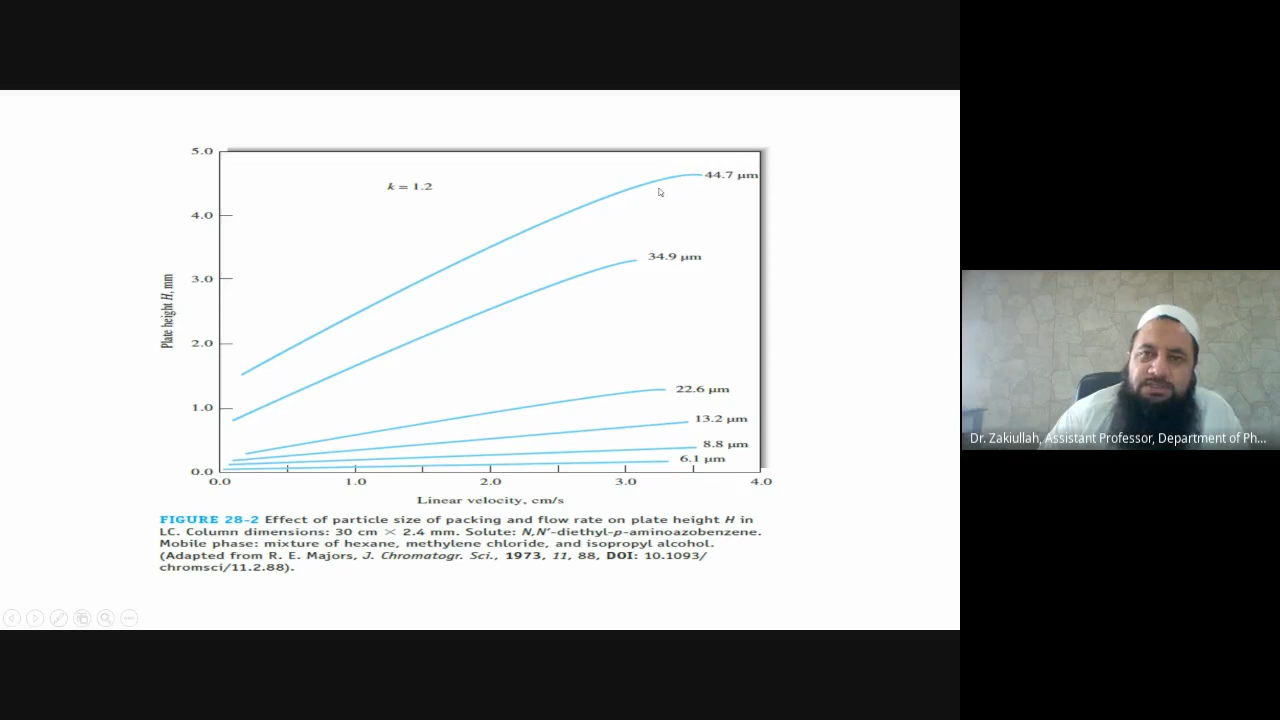 5.0
k = 1.2
44.7 µm
4.0
34.9 µm
3.0
Plate height H, mm
2.0
22.6 µm
1.0
13.2 µm
8.8 µm
6.1 µm
0.0
0.0 1.0 2.0 3.0 4.0
Linear velocity, cm/s
FIGURE 28-2 Effect of particle size of packing and flow rate on plate height H in
LC. Column dimensions: 30 cm × 2.4 mm. Solute: N,N′-diethyl-p-aminoazobenzene.
Mobile phase: mixture of hexane, methylene chloride, and isopropyl alcohol.
(Adapted from R. E. Majors, J. Chromatogr. Sci., 1973, 11, 88, DOI: 10.1093/
chromsci/11.2.88).
Dr. Zakiullah, Assistant Professor, Department of Ph...